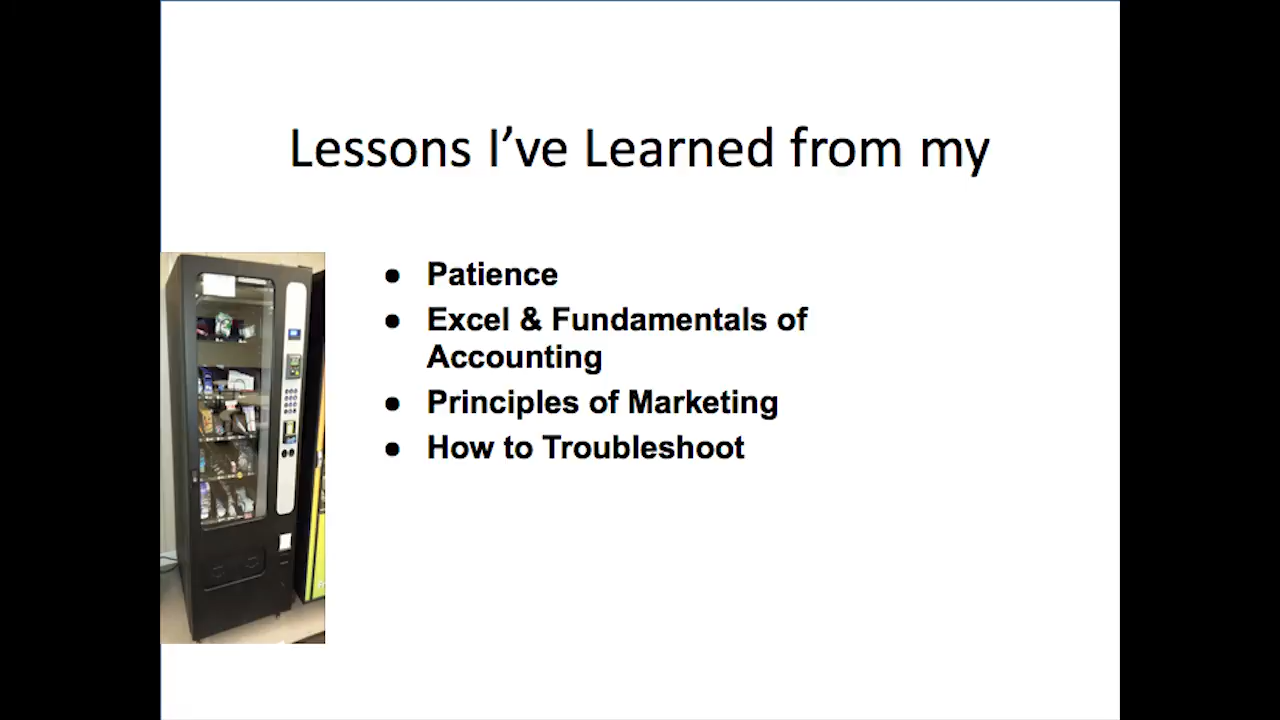 Lessons I’ve Learned from my
● Patience
● Excel & Fundamentals of
Accounting
● Principles of Marketing
● How to Troubleshoot